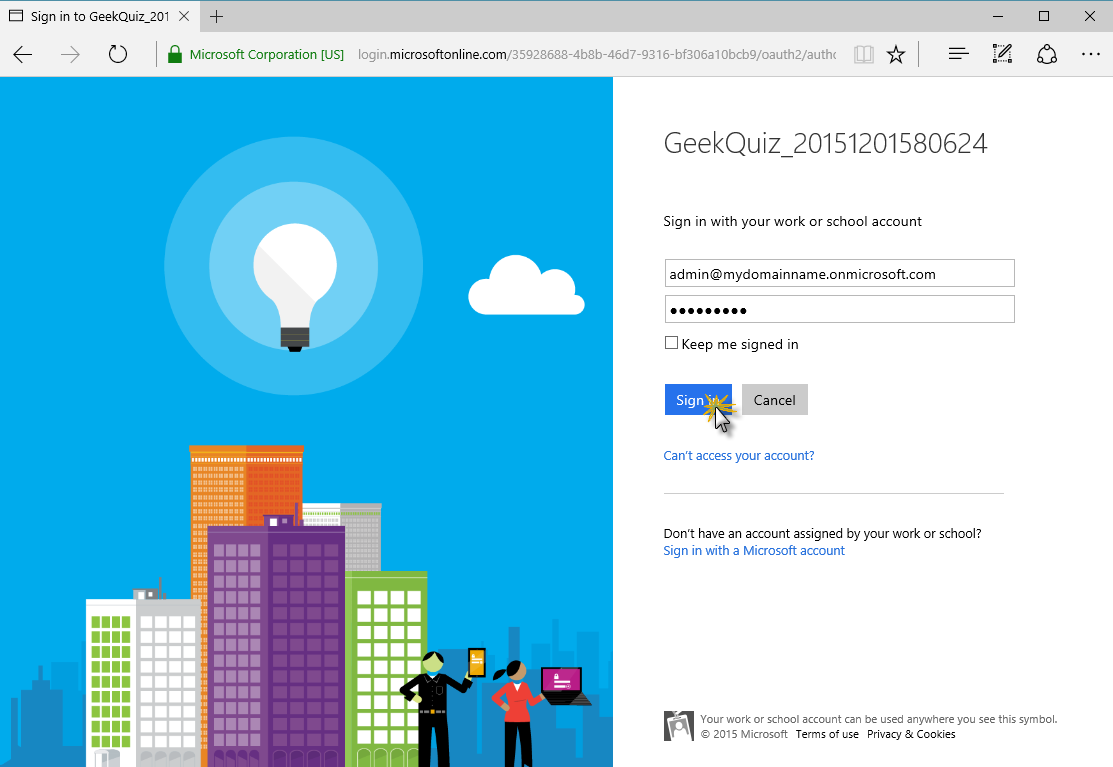 Sign in to GeekQuiz_201
Microsoft Corporation [US]
login.microsoftonline.com/35928688-4b8b-46d7-9316-bf306a10bcb9/oauth2/autho
GeekQuiz_20151201580624
Sign in with your work or school account
admin@mydomainname.onmicrosoft.com
Keep me signed in
Sign
Cancel
Can't access your account?
Don't have an account assigned by your work or school?
Sign in with a Microsoft account
Your work or school account can be used anywhere you see this symbol.
© 2015 Microsoft Terms of use Privacy & Cookies